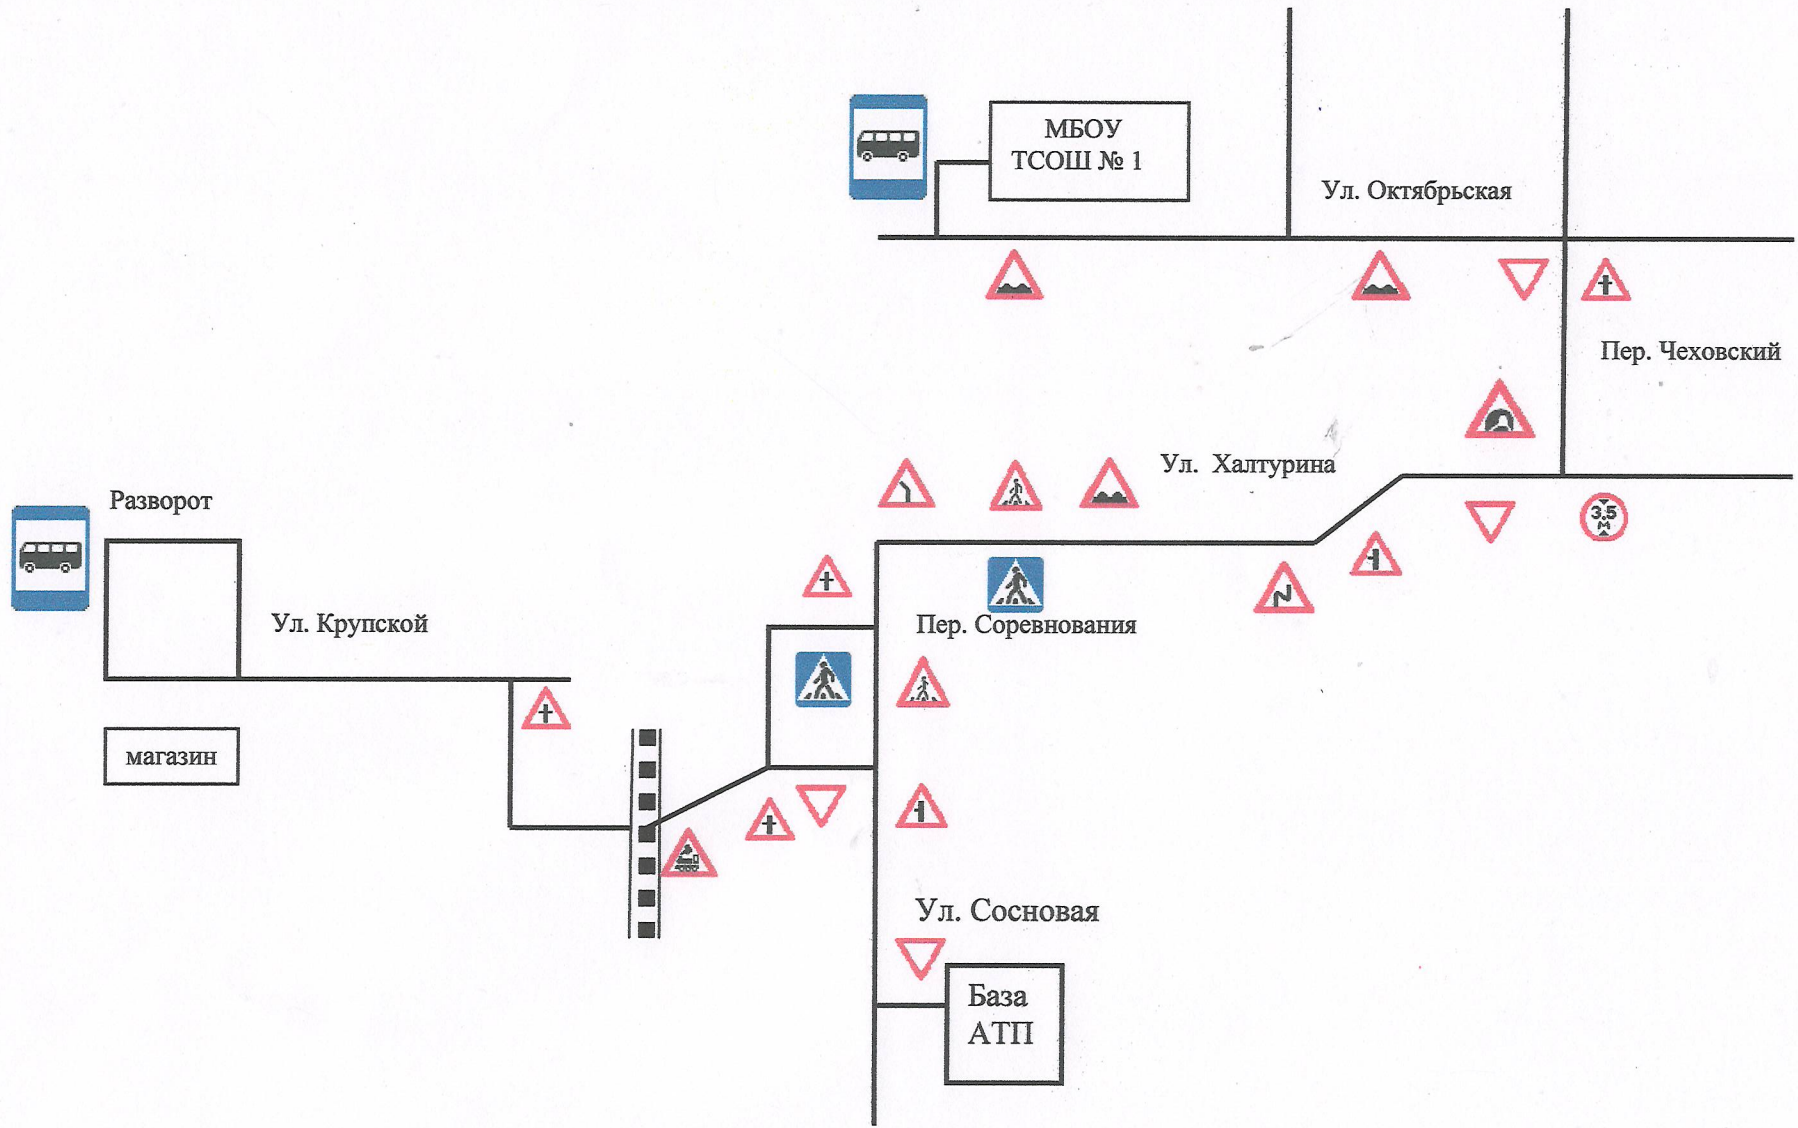 МБОУ
ТСОШ № 1
Ул. Октябрьская
Пер. Чеховский
Ул. Халтурина
Разворот
3,5
М
Ул. Крупской
Пер. Соревнования
магазин
Ул. Сосновая
База
АТП